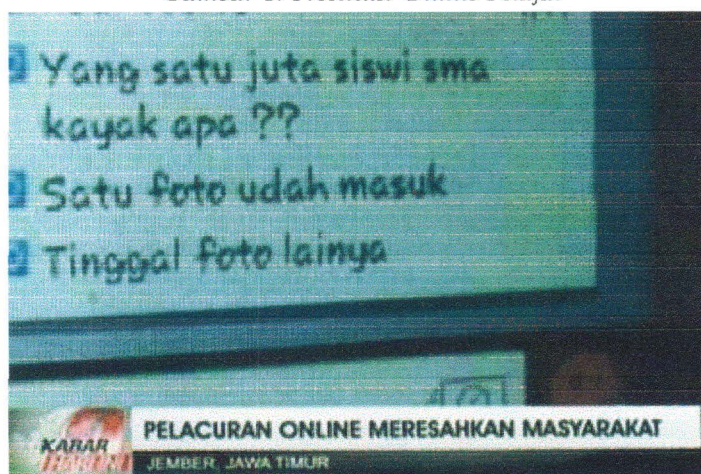 Yang satu juta siswi sma
kayak apa ??
Satu foto udah masuk
Tinggal foto lainya
KABAR
PELACURAN ONLINE MERESAHKAN MASYARAKAT
JEMBER, JAWA TIMUR